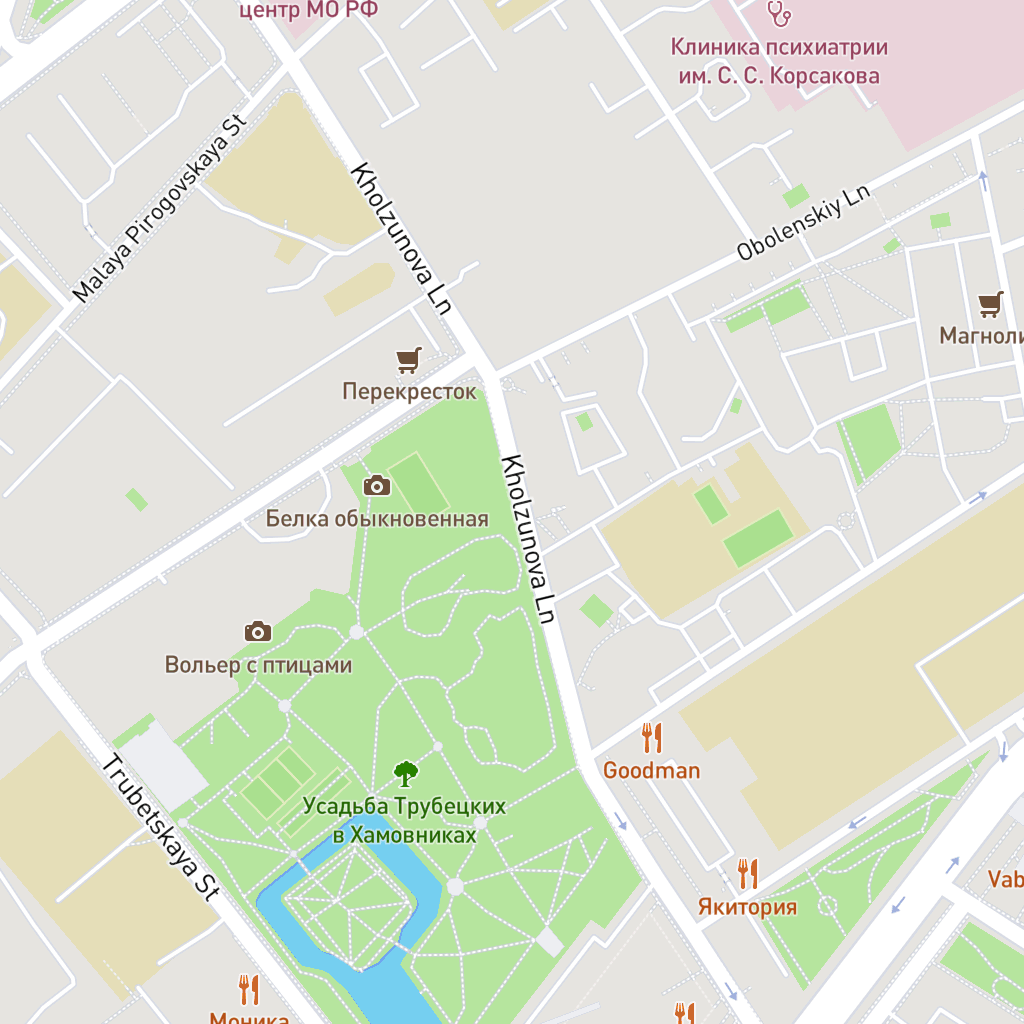 центр МО РФ
Клиника психиатрии
им. С. С. Корсакова
Malaya Pirogovskaya St
Kholzunova Ln
Obolenskiy Ln
Магноли
Перекресток
Белка обыкновенная
Kholzunova Ln
Вольер с птицами
Goodman
Trubetskaya St
Усадьба Трубецких
в Хамовниках
Якитория
Vab
Моника